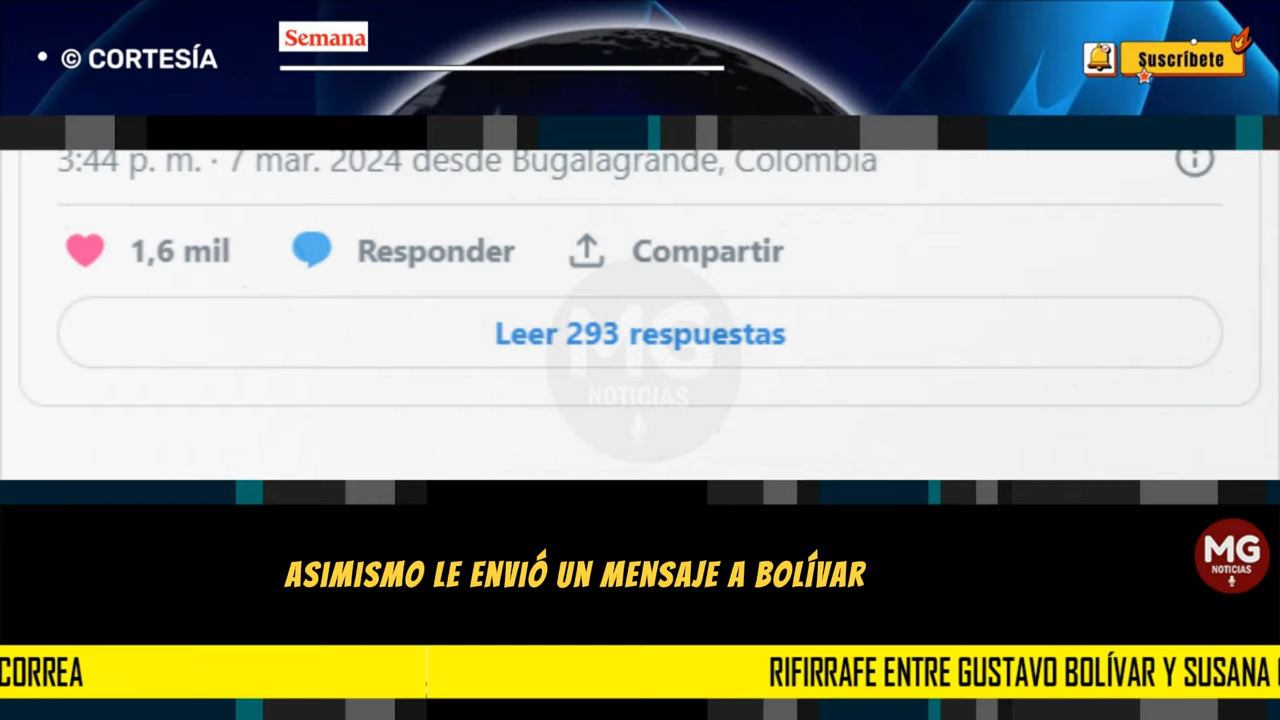 • © CORTESÍA
Semana
Suscríbete
3:44 p. m. · 7 mar. 2024 desde Bugalagrande, Colombia
1,6 mil
Responder
Compartir
Leer 293 respuestas
MG
NOTICIAS
ASIMISMO LE ENVIÓ UN MENSAJE A BOLÍVAR
MG
NOTICIAS
CORREA
RIFIRRAFE ENTRE GUSTAVO BOLÍVAR Y SUSANA